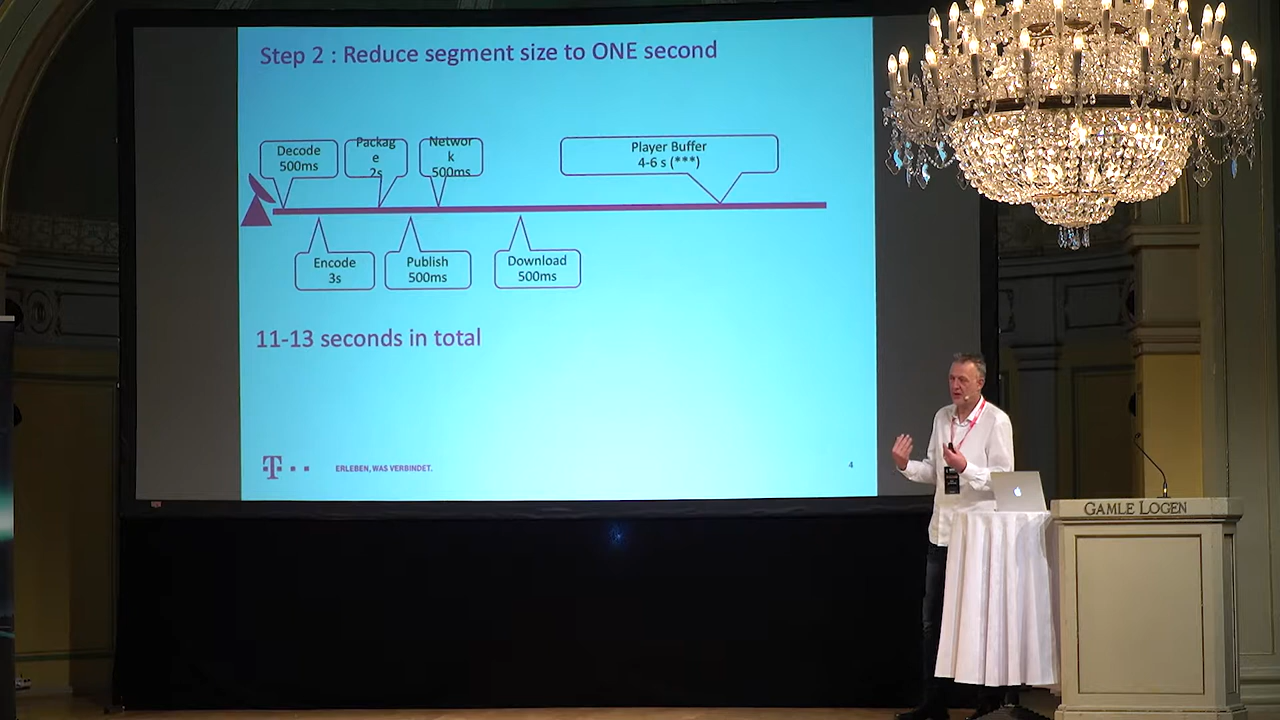 Step 2 : Reduce segment size to ONE second
Decode
500ms
Packag
e
2s
Networ
k
500ms
Player Buffer
4-6 s (***)
Encode
3s
Publish
500ms
Download
500ms
11-13 seconds in total
T
ERLEBEN, WAS VERBINDET.
4
GAMLE LOGEN